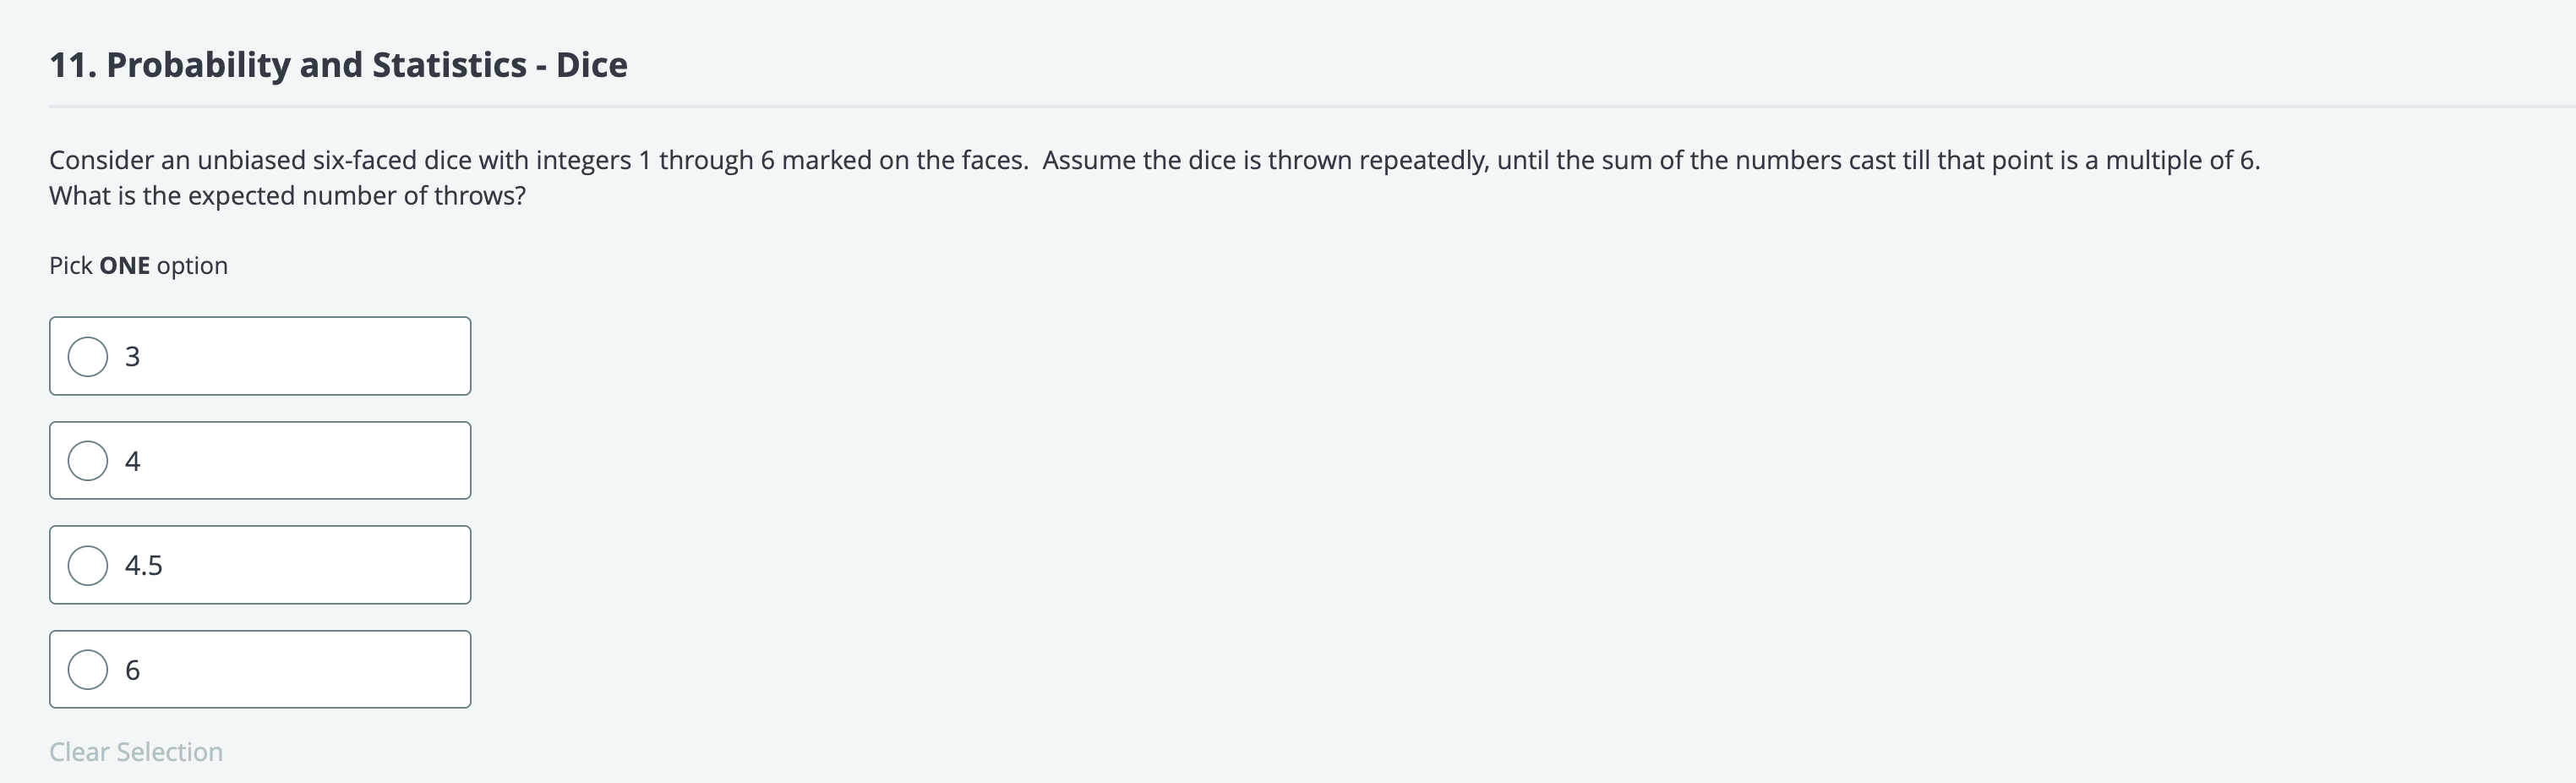 11. Probability and Statistics - Dice
Consider an unbiased six-faced dice with integers 1 through 6 marked on the faces.  Assume the dice is thrown repeatedly, until the sum of the numbers cast till that point is a multiple of 6.
What is the expected number of throws?
Pick ONE option
3
4
4.5
6
Clear Selection